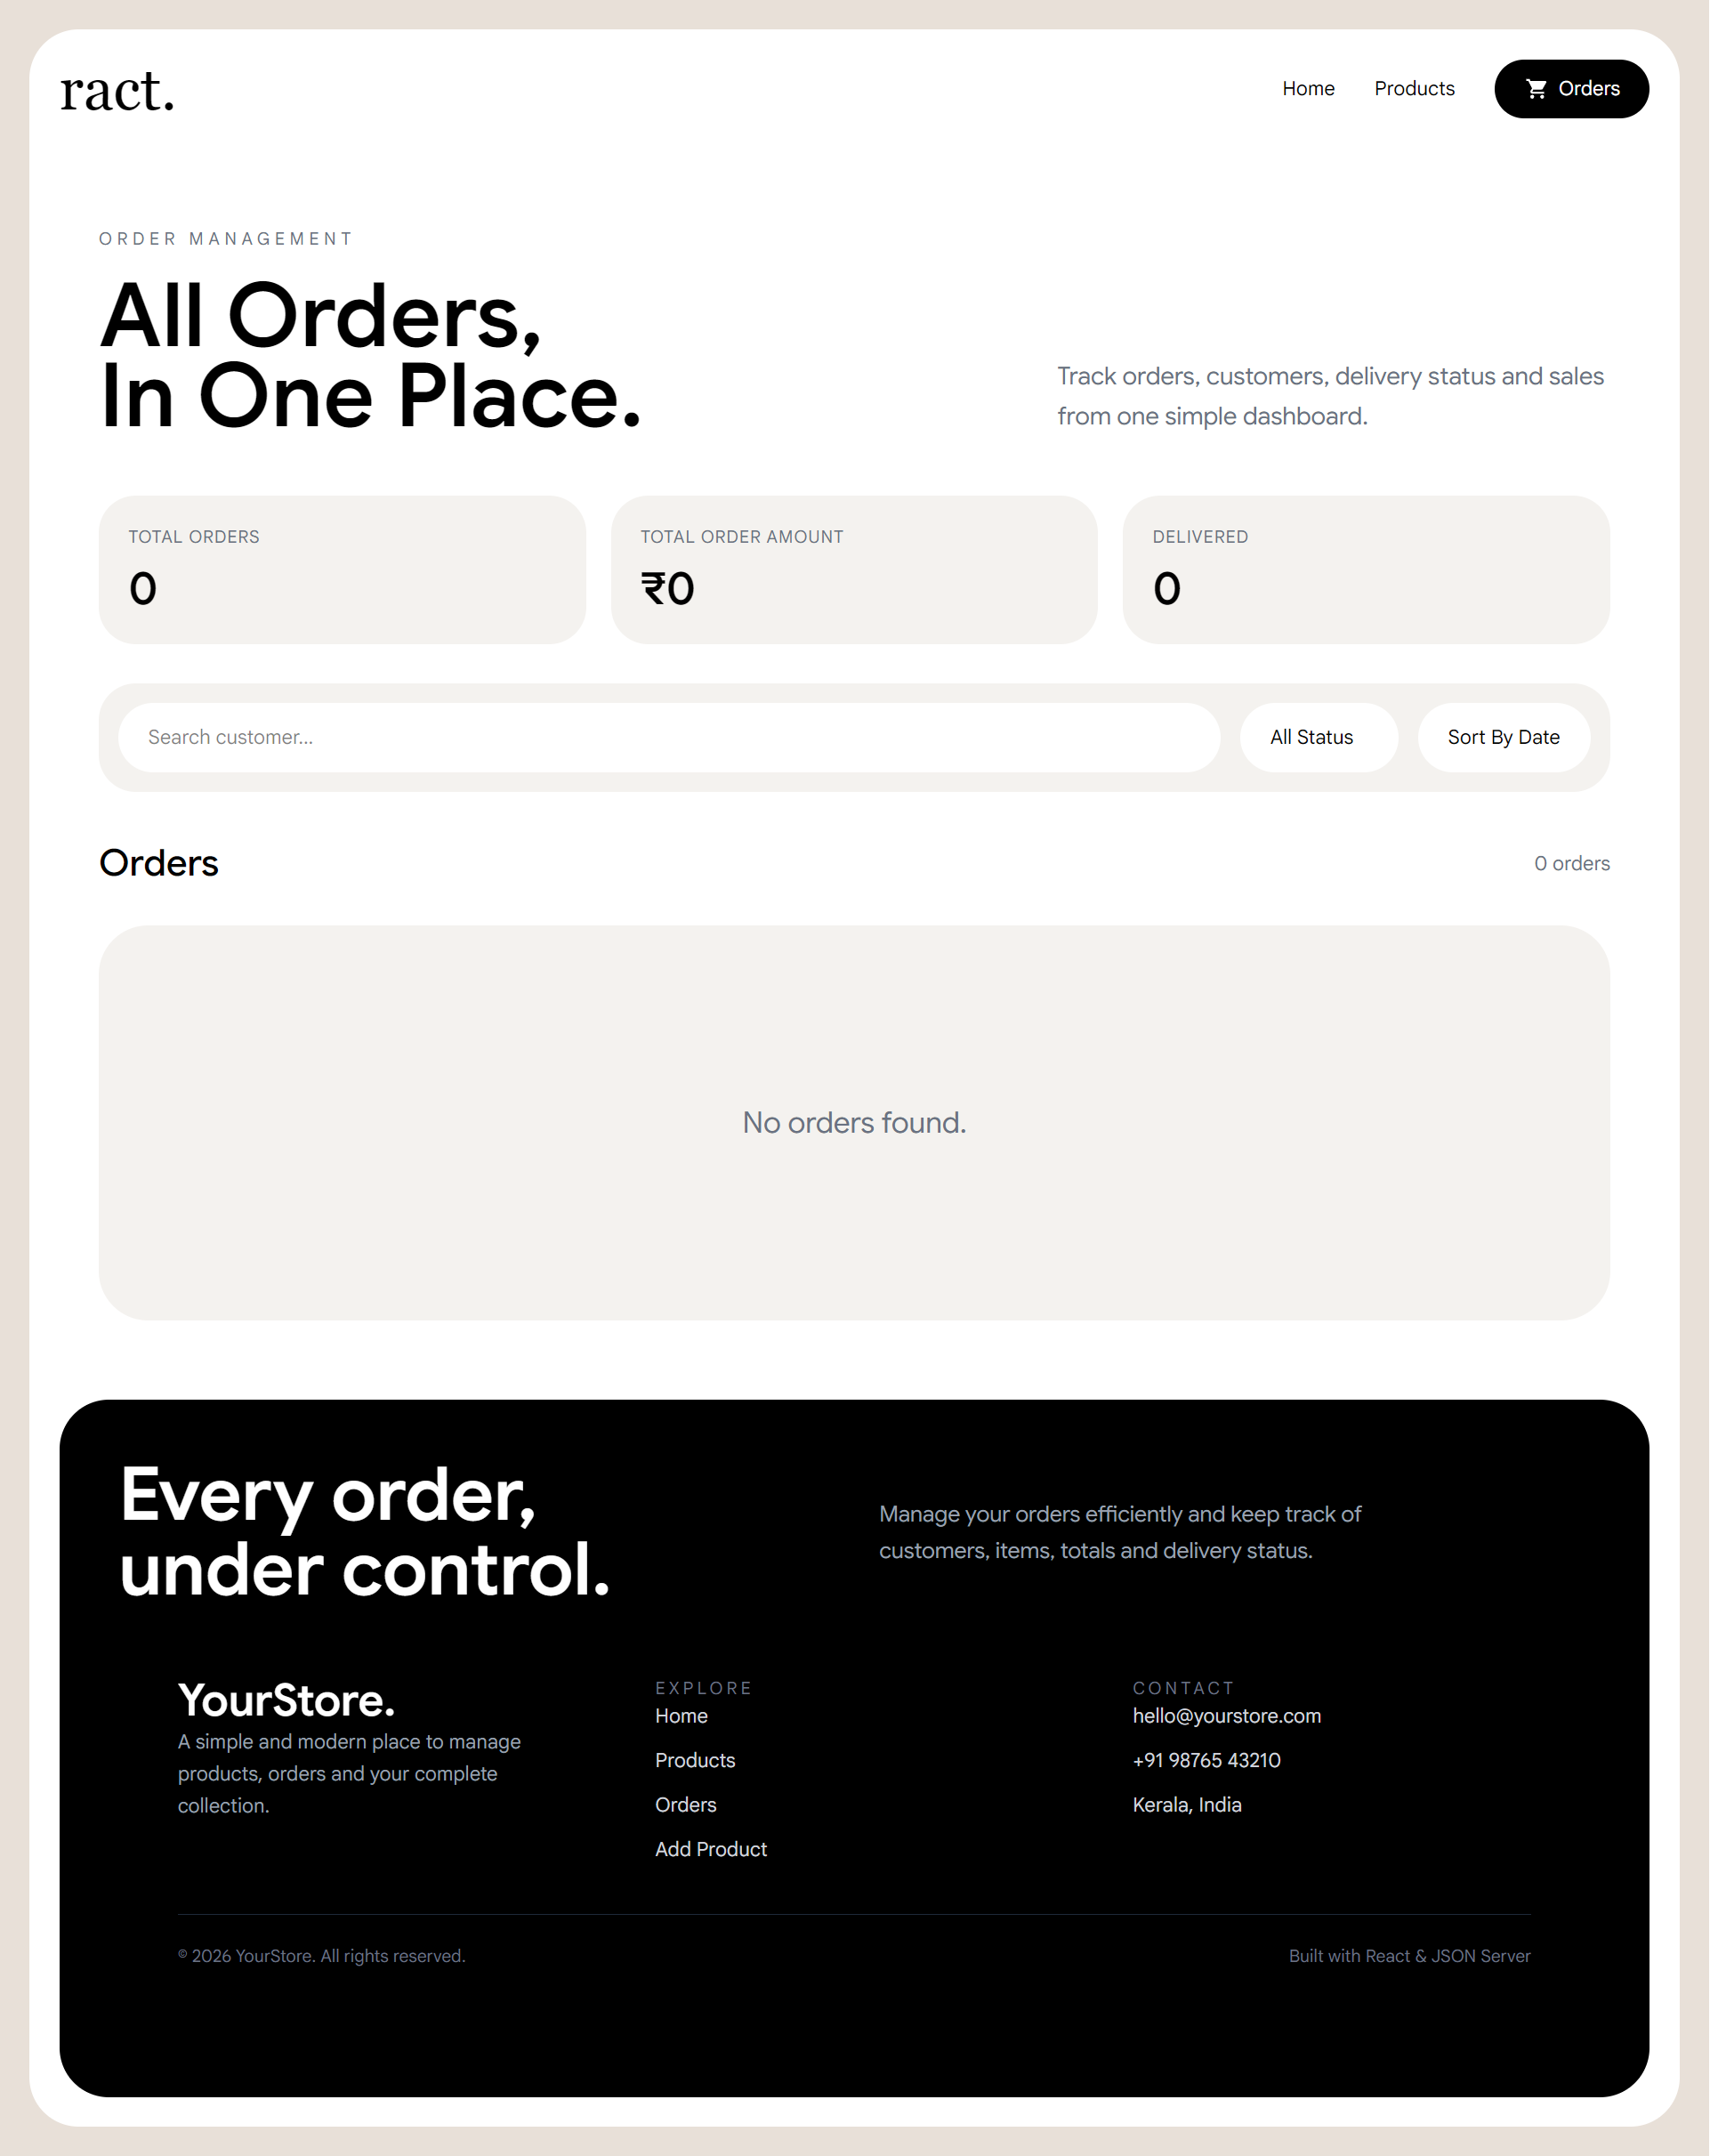 ract.
Home
Products
Orders
ORDER MANAGEMENT
All Orders,
In One Place.
Track orders, customers, delivery status and sales
from one simple dashboard.
TOTAL ORDERS
0
TOTAL ORDER AMOUNT
₹0
DELIVERED
0
Search customer...
All Status
Sort By Date
Orders
0 orders
No orders found.
Every order,
under control.
Manage your orders efficiently and keep track of
customers, items, totals and delivery status.
YourStore.
A simple and modern place to manage
products, orders and your complete
collection.
EXPLORE
Home
Products
Orders
Add Product
CONTACT
hello@yourstore.com
+91 98765 43210
Kerala, India
© 2026 YourStore. All rights reserved.
Built with React & JSON Server